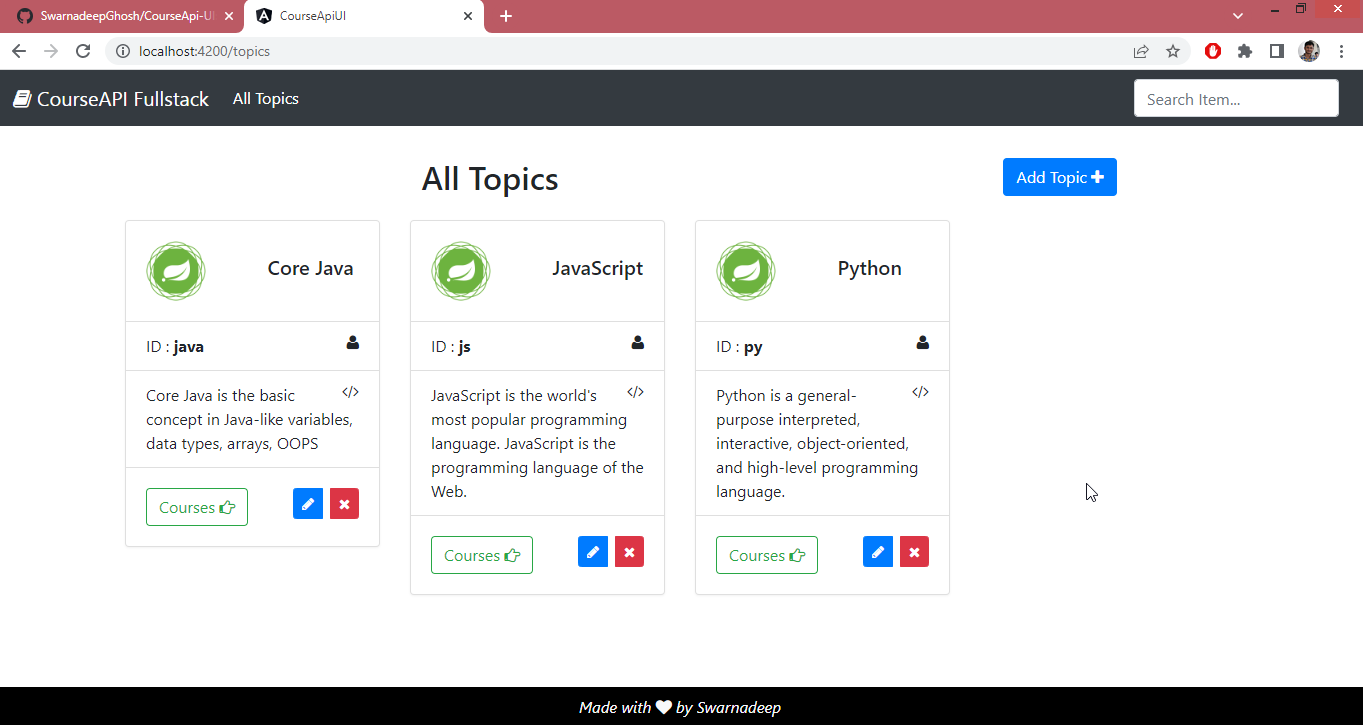 SwarnadeepGhosh/CourseApi-UI
CourseApiUI
localhost:4200/topics
CourseAPI Fullstack
All Topics
Search Item...
All Topics
Add Topic
Core Java
ID : java
Core Java is the basic
concept in Java-like variables,
data types, arrays, OOPS
Courses
JavaScript
ID : js
JavaScript is the world's
most popular programming
language. JavaScript is the
programming language of the
Web.
Courses
Python
ID : py
Python is a general-
purpose interpreted,
interactive, object-oriented,
and high-level programming
language.
Courses
Made with ❤ by Swarnadeep